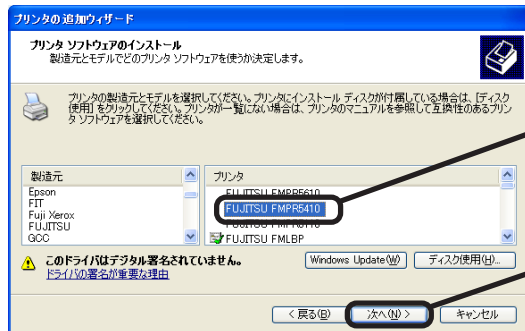 プリンタの追加ウィザード
プリンタ ソフトウェアのインストール
製造元とモデルでどのプリンタ ソフトウェアを使うか決定します。
プリンタの製造元とモデルを選択してください。プリンタにインストール ディスクが付属している場合は、[ディスク
使用] をクリックしてください。プリンタが一覧にない場合は、プリンタのマニュアルを参照して互換性のあるプリン
タ ソフトウェアを選択してください。
製造元
Epson
FIT
Fuji Xerox
FUJITSU
GCC
プリンタ
FUJITSU FMPR5610
FUJITSU FMPR5410
FUJITSU FMLBP
このドライバはデジタル署名されていません。
ドライバの署名が重要な理由
Windows Update(W)
ディスク使用(H)...
< 戻る(B)
次へ(N) >
キャンセル